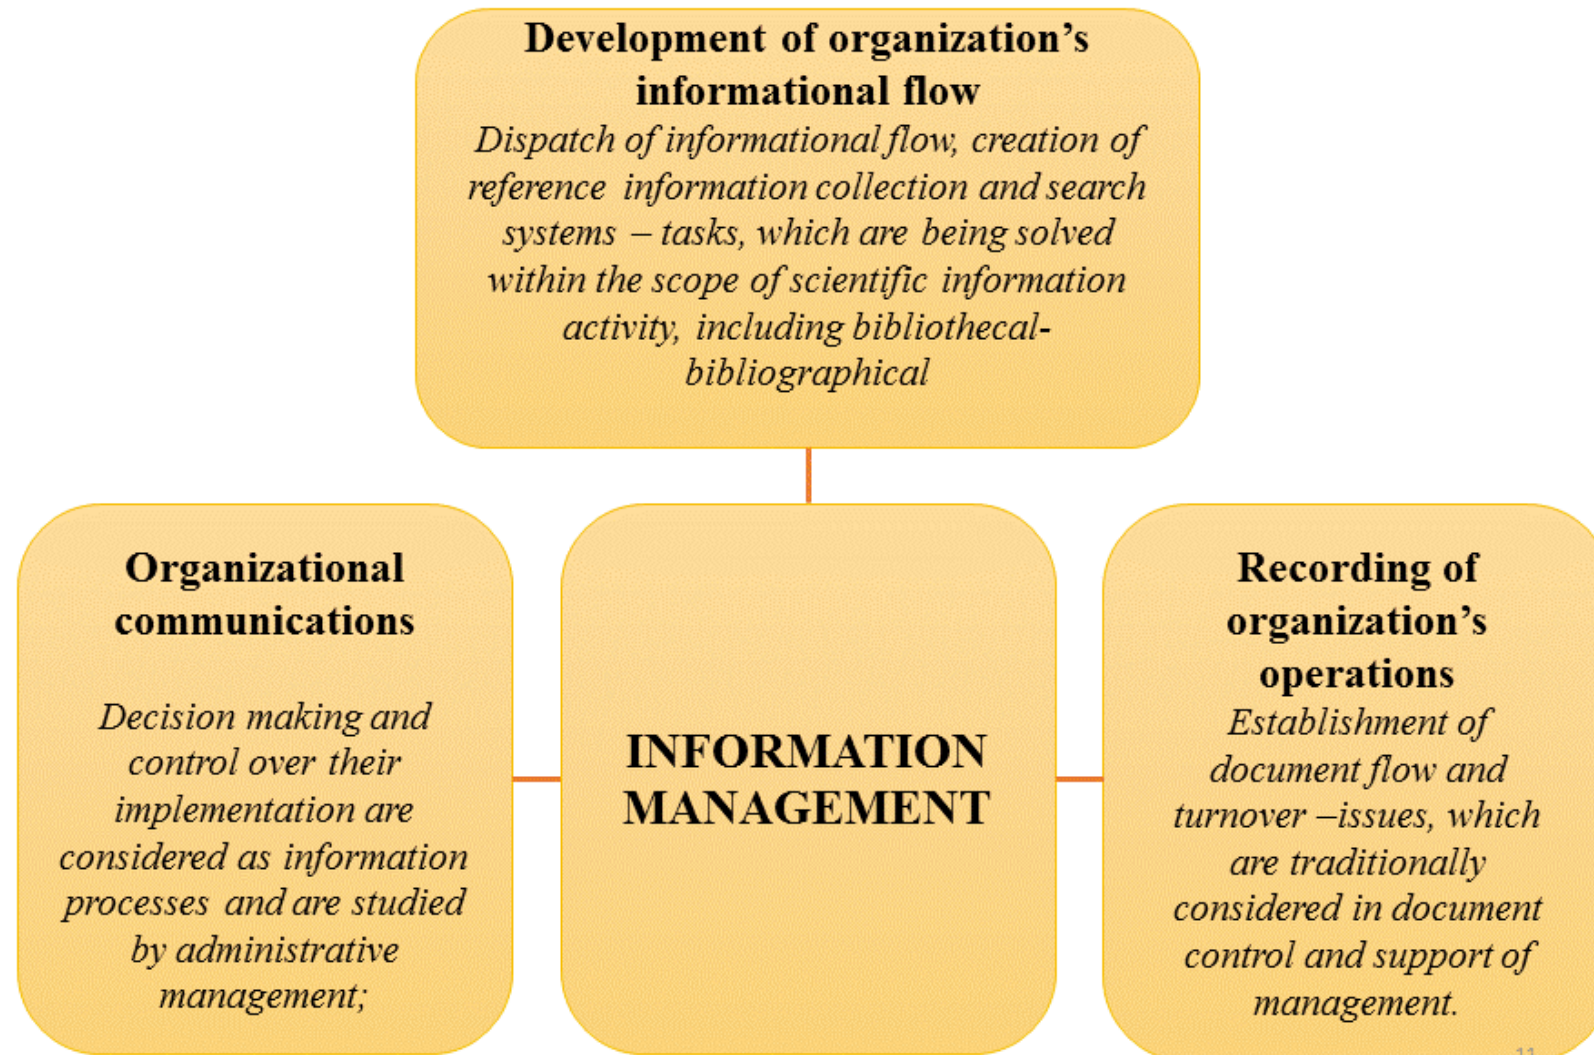 Development of organization’s
informational flow
Dispatch of informational flow, creation of
reference information collection and search
systems – tasks, which are being solved
within the scope of scientific information
activity, including bibliothecal-
bibliographical
Organizational
communications
Decision making and
control over their
implementation are
considered as information
processes and are studied
by administrative
management;
INFORMATION
MANAGEMENT
Recording of
organization’s
operations
Establishment of
document flow and
turnover –issues, which
are traditionally
considered in document
control and support of
management.
11